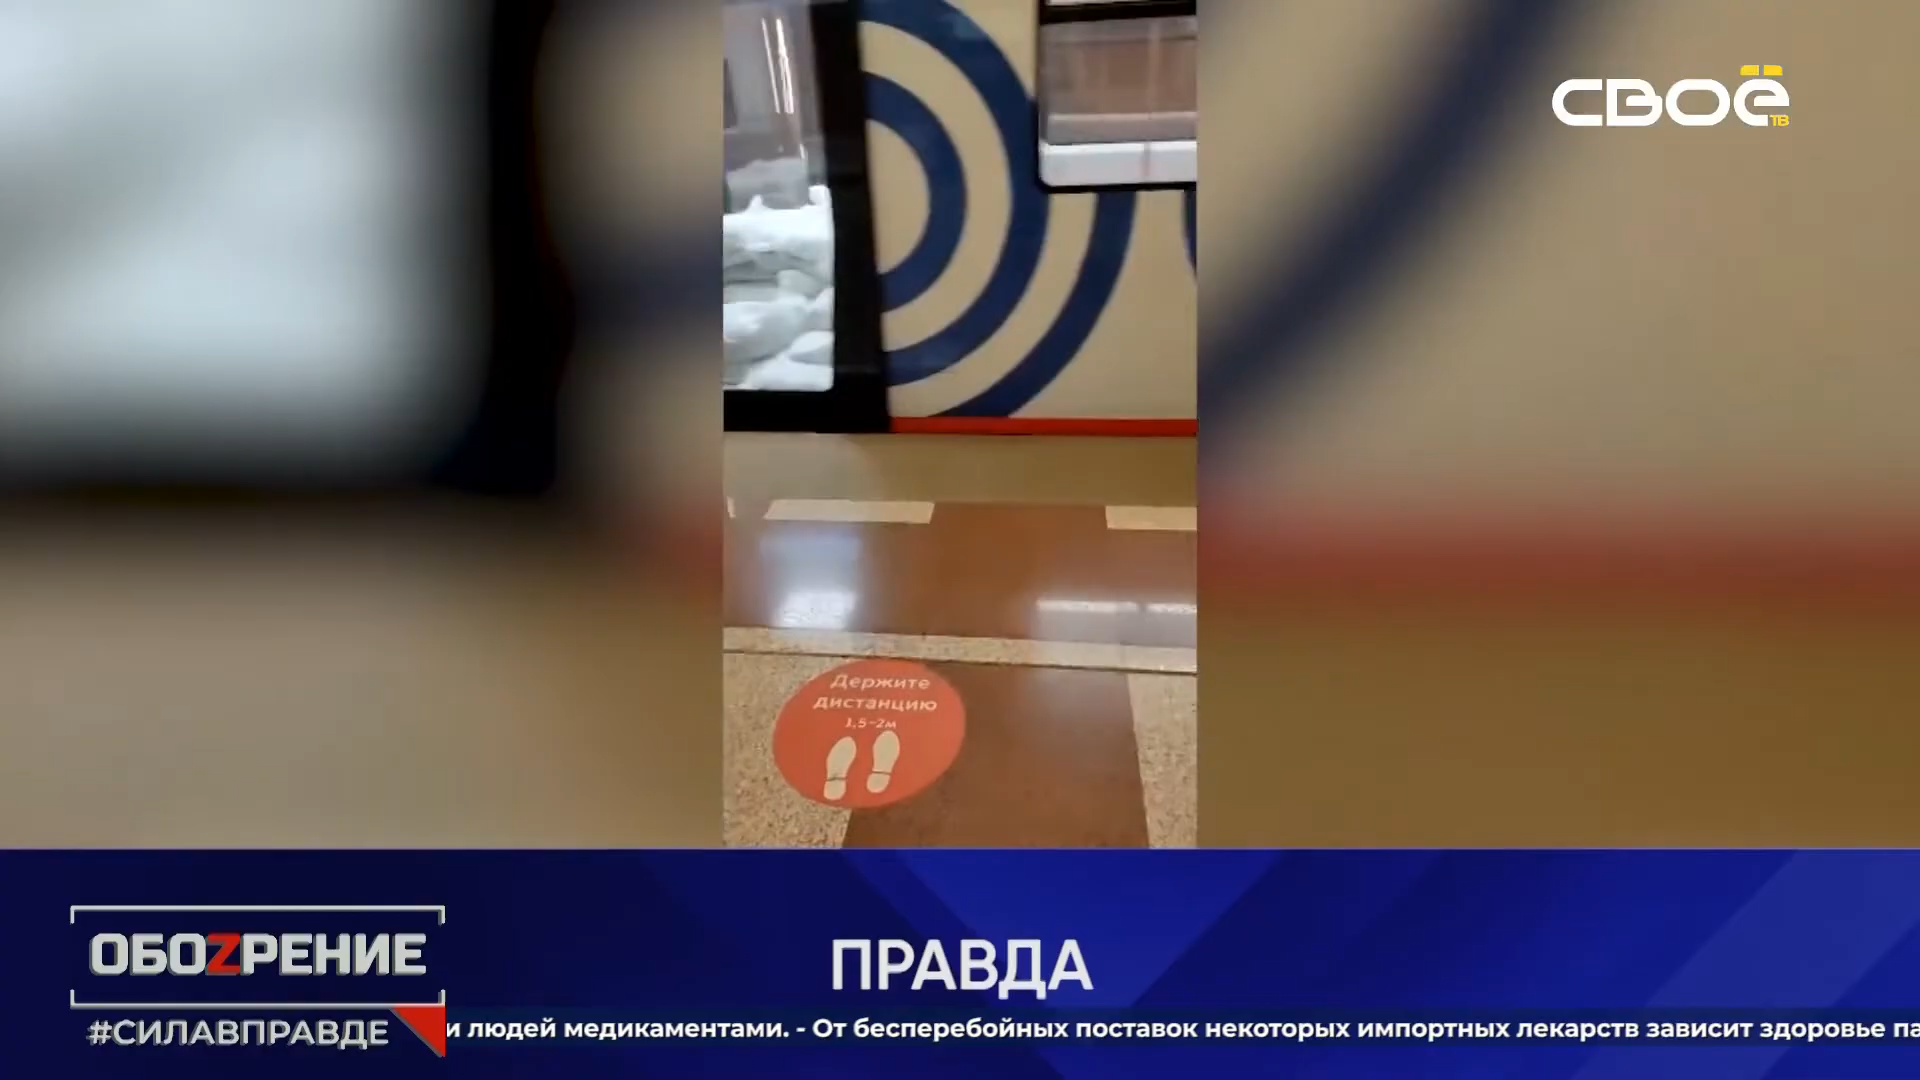 СВОЁ
ТВ
Держите
дистанцию
1,5-2м
ПРАВДА
ОБОZРЕНИЕ
#СИЛАВПРАВДЕ
и людей медикаментами. - От бесперебойных поставок некоторых импортных лекарств зависит здоровье па